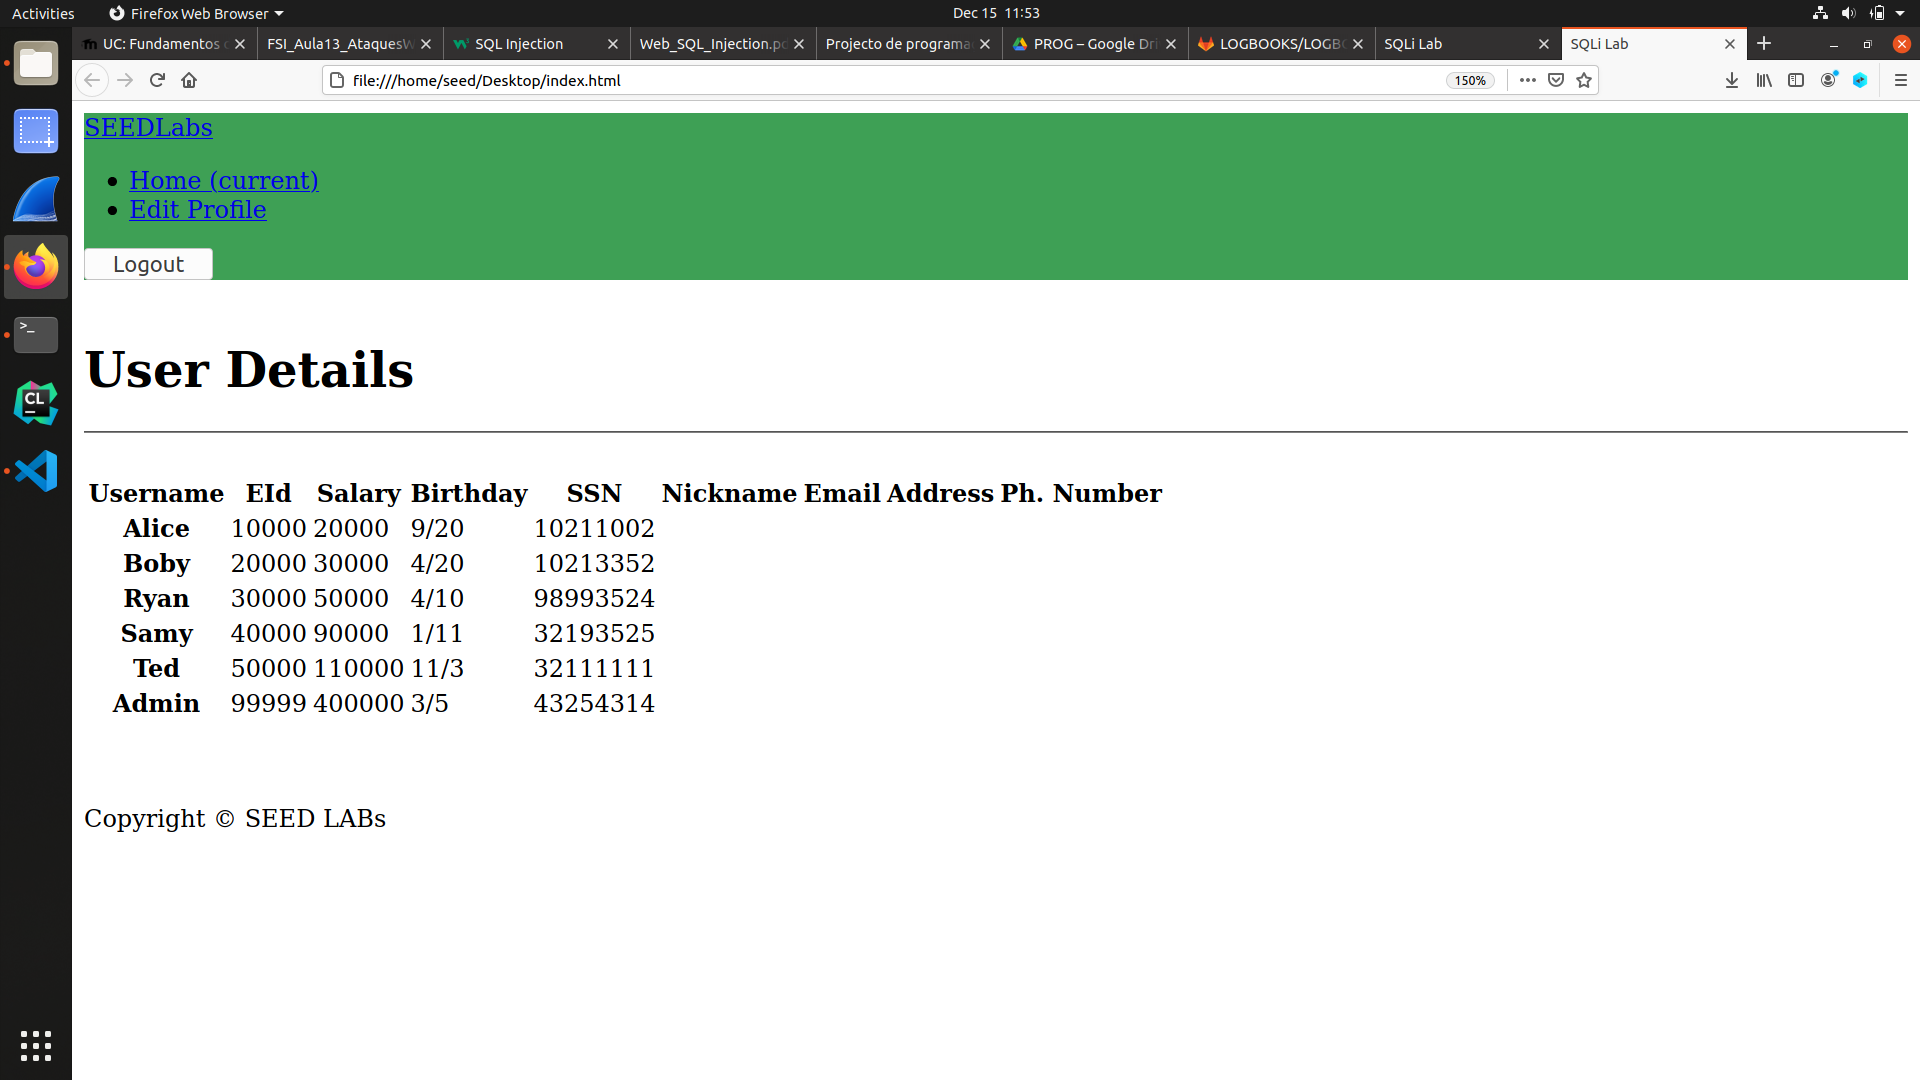 Activities Firefox Web Browser Dec 15 11:53
UC: Fundamentos FSI_Aula13_AtaquesW SQL Injection Web_SQL_Injection.pd Projecto de programa PROG – Google Dri LOGBOOKS/LOGB SQLi Lab SQLi Lab
file:///home/seed/Desktop/index.html 150%
SEEDLabs
Home (current)
Edit Profile
Logout
User Details
Username EId Salary Birthday SSN Nickname Email Address Ph. Number
Alice 10000 20000 9/20 10211002
Boby 20000 30000 4/20 10213352
Ryan 30000 50000 4/10 98993524
Samy 40000 90000 1/11 32193525
Ted 50000 110000 11/3 32111111
Admin 99999 400000 3/5 43254314
Copyright © SEED LABs
CL